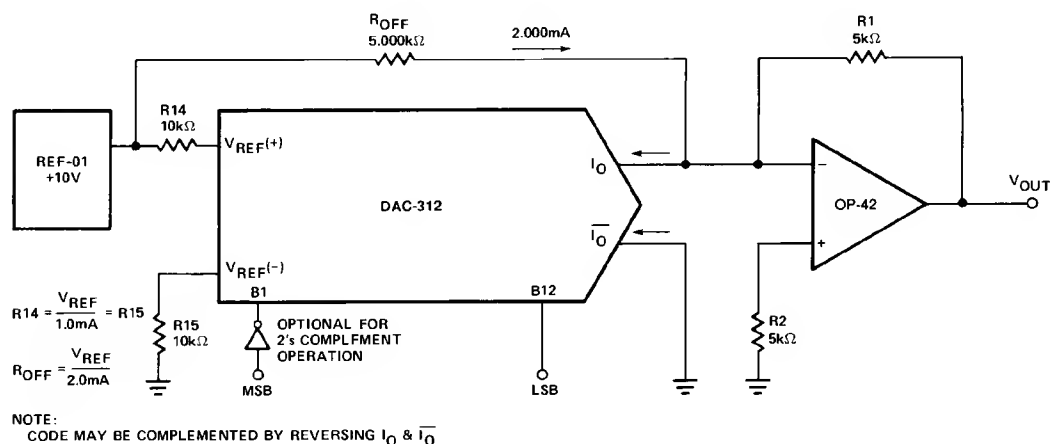 ROFF
5.000kΩ
2.000mA
R1
5kΩ
REF-01
+10V
R14
10kΩ
VREF(+)
DAC-312
IO
IO
VREF(-)
B1
B12
−
+
OP-42
VOUT
R2
5kΩ
R14 = VREF / 1.0mA = R15
ROFF = VREF / 2.0mA
R15
10kΩ
OPTIONAL FOR
2's COMPLFMENT
OPERATION
MSB
LSB
NOTE:
CODE MAY BE COMPLEMENTED BY REVERSING IO & IO